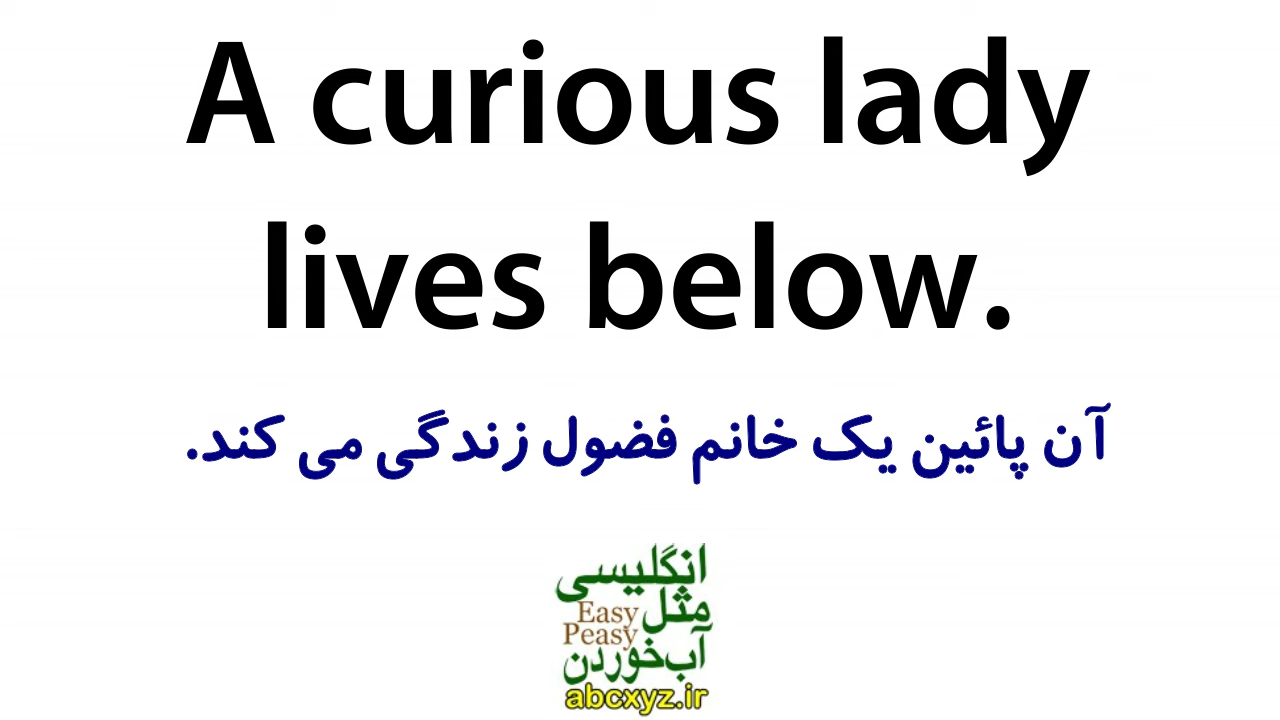 A curious lady
lives below.
آن پائین یک خانم فضول زندگی می کند.
انگلیسی
مثل
Easy
Peasy
آب‌خوردن
abcxyz.ir